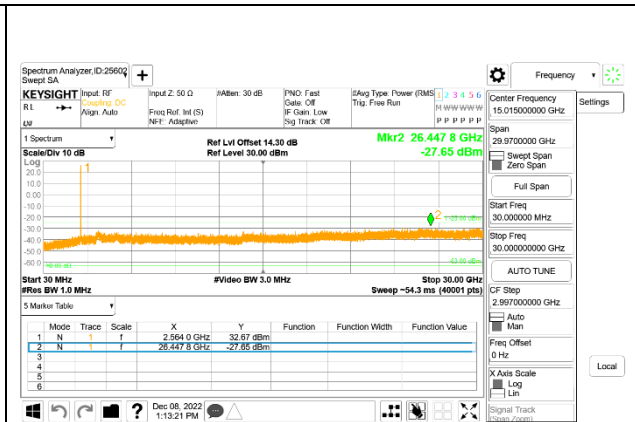 Spectrum Analyzer,ID:25602
Swept SA
+
Frequency
Settings
KEYSIGHT
RL
Input: RF
Coupling: DC
Align: Auto
Input Z: 50 Ω
Freq Ref: Int (S)
NFE: Adaptive
#Atten: 30 dB
PNO: Fast
Gate: Off
IF Gain: Low
Sig Track: Off
#Avg Type: Power (RMS
Trig: Free Run
1 2 3 4 5 6
M W W W W W
P P P P P P
1 Spectrum
Scale/Div 10 dB
Log
Ref Lvl Offset 14.30 dB
Ref Level 30.00 dBm
Mkr2 26.447 8 GHz
-27.65 dBm
20.0
10.0
0.00
-10.0
-20.0
-30.0
-40.0
-50.0
-60.0
1
2
Start 30 MHz
#Res BW 1.0 MHz
#Video BW 3.0 MHz
Stop 30.00 GHz
Sweep ~54.3 ms (40001 pts)
5 Marker Table
Mode Trace Scale X Y Function Function Width Function Value
1 N 1 f 2.564 0 GHz 32.67 dBm
2 N 1 f 26.447 8 GHz -27.65 dBm
3
4
5
6
Center Frequency
15.015000000 GHz
Span
29.9700000 GHz
Swept Span
Zero Span
Full Span
Start Freq
30.000000 MHz
Stop Freq
30.00000000 GHz
AUTO TUNE
CF Step
2.997000000 GHz
Auto
Man
Freq Offset
0 Hz
X Axis Scale
Log
Lin
Signal Track
(Span Zoom)
Local
?
Dec 08, 2022
1:13:21 PM